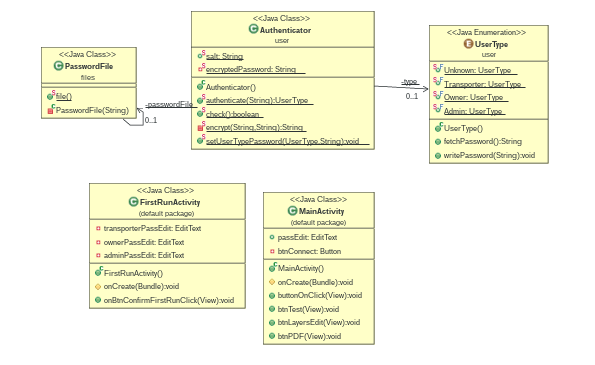 <<Java Class>>
PasswordFile
files
file()
PasswordFile(String)
-passwordFile
0..1
<<Java Class>>
Authenticator
user
salt: String
encryptedPassword: String
Authenticator()
authenticate(String):UserType
check():boolean
encrypt(String,String):String
setUserTypePassword(UserType,String):void
-type
0..1
<<Java Enumeration>>
UserType
user
Unknown: UserType
Transporter: UserType
Owner: UserType
Admin: UserType
UserType()
fetchPassword():String
writePassword(String):void
<<Java Class>>
FirstRunActivity
(default package)
transporterPassEdit: EditText
ownerPassEdit: EditText
adminPassEdit: EditText
FirstRunActivity()
onCreate(Bundle):void
onBtnConfirmFirstRunClick(View):void
<<Java Class>>
MainActivity
(default package)
passEdit: EditText
btnConnect: Button
MainActivity()
onCreate(Bundle):void
buttonOnClick(View):void
btnTest(View):void
btnLayersEdit(View):void
btnPDF(View):void